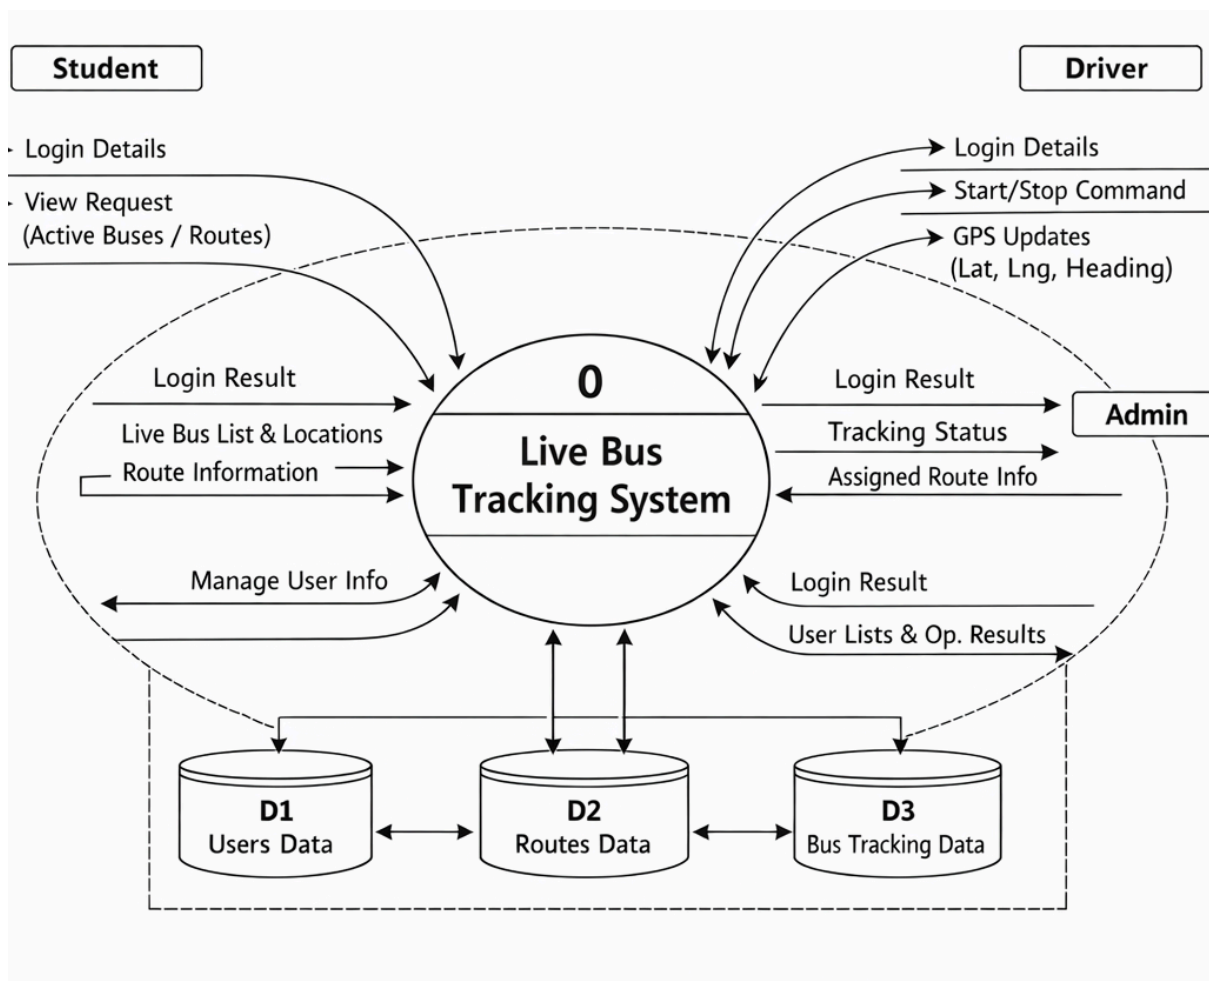 Student
Driver
Login Details
View Request
(Active Buses / Routes)
Login Details
Start/Stop Command
GPS Updates
(Lat, Lng, Heading)
Login Result
Live Bus List & Locations
Route Information
0
Live Bus
Tracking System
Login Result
Tracking Status
Assigned Route Info
Admin
Manage User Info
Login Result
User Lists & Op. Results
D1
Users Data
D2
Routes Data
D3
Bus Tracking Data